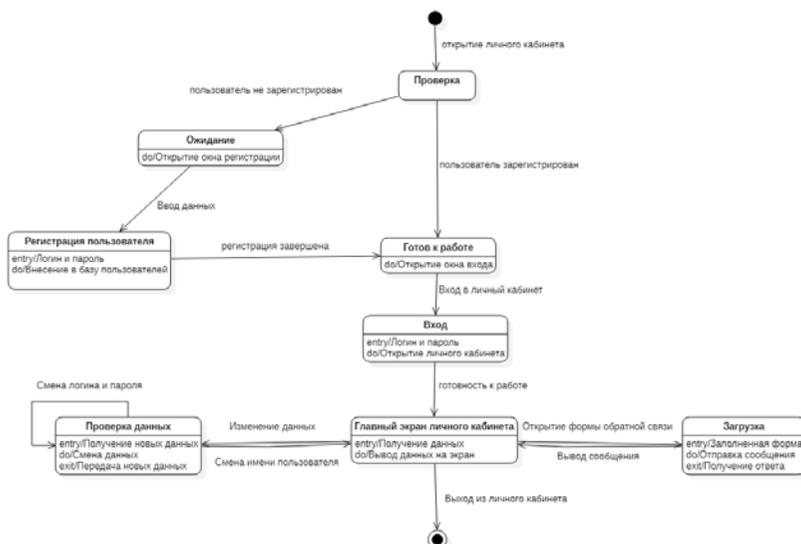 открытие личного кабинета
Проверка
пользователь не зарегистрирован
Ожидание
do/Открытие окна регистрации
пользователь зарегистрирован
Ввод данных
Регистрация пользователя
entry/Логин и пароль
do/Внесение в базу пользователей
регистрация завершена
Готов к работе
do/Открытие окна входа
Вход в личный кабинет
Вход
entry/Логин и пароль
do/Открытие личного кабинета
готовность к работе
Смена логина и пароля
Проверка данных
entry/Получение новых данных
do/Смена данных
exit/Передача новых данных
Изменение данных
Смена имени пользователя
Главный экран личного кабинета
entry/Получение данных
do/Вывод данных на экран
Открытие формы обратной связи
Вывод сообщения
Загрузка
entry/Заполненная форма
do/Отправка сообщения
exit/Получение ответа
Выход из личного кабинета